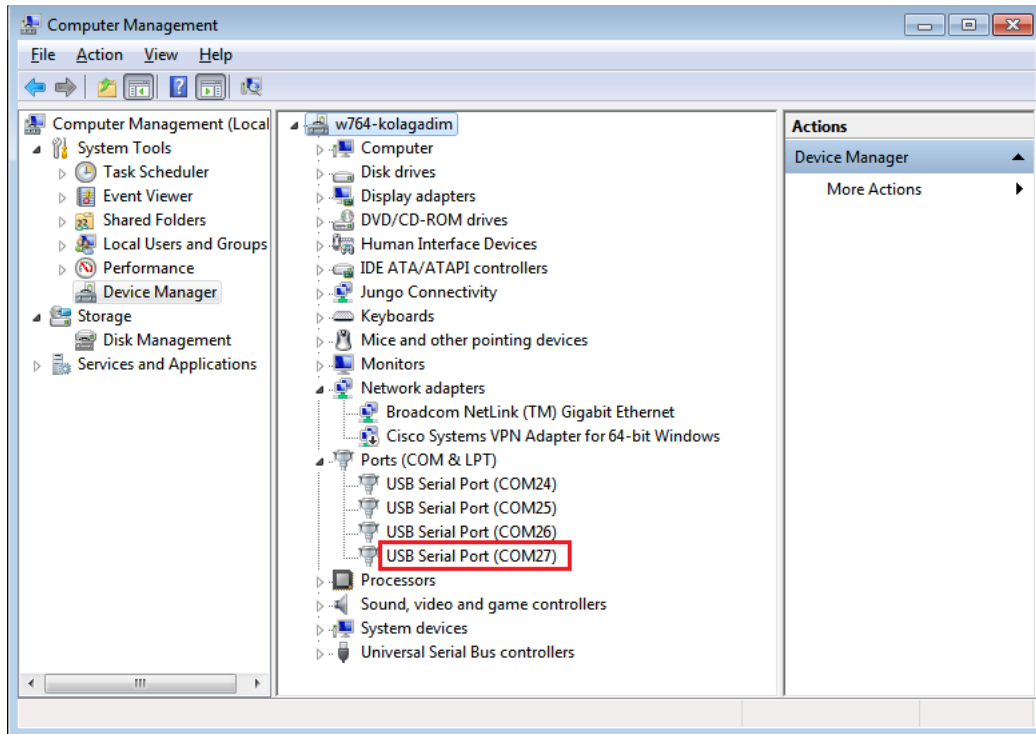 Computer Management
File Action View Help
Computer Management (Local
System Tools
Task Scheduler
Event Viewer
Shared Folders
Local Users and Groups
Performance
Device Manager
Storage
Disk Management
Services and Applications
w764-kolagadim
Computer
Disk drives
Display adapters
DVD/CD-ROM drives
Human Interface Devices
IDE ATA/ATAPI controllers
Jungo Connectivity
Keyboards
Mice and other pointing devices
Monitors
Network adapters
Broadcom NetLink (TM) Gigabit Ethernet
Cisco Systems VPN Adapter for 64-bit Windows
Ports (COM & LPT)
USB Serial Port (COM24)
USB Serial Port (COM25)
USB Serial Port (COM26)
USB Serial Port (COM27)
Processors
Sound, video and game controllers
System devices
Universal Serial Bus controllers
Actions
Device Manager
More Actions